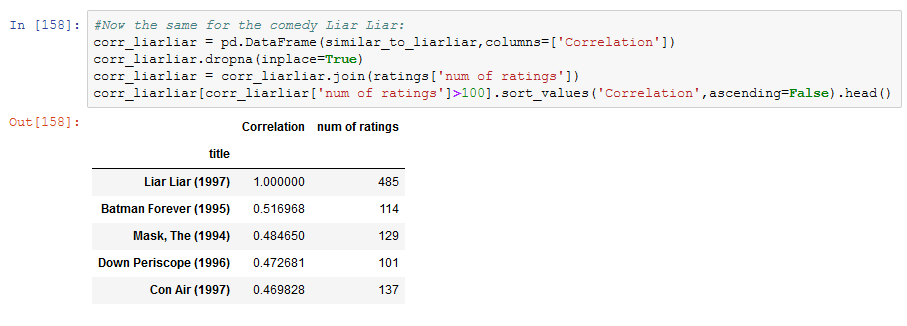 In [158]: #Now the same for the comedy Liar Liar:
corr_liarliar = pd.DataFrame(similar_to_liarliar,columns=['Correlation'])
corr_liarliar.dropna(inplace=True)
corr_liarliar = corr_liarliar.join(ratings['num of ratings'])
corr_liarliar[corr_liarliar['num of ratings']>100].sort_values('Correlation',ascending=False).head()
Out[158]:
Correlation num of ratings
title
Liar Liar (1997) 1.000000 485
Batman Forever (1995) 0.516968 114
Mask, The (1994) 0.484650 129
Down Periscope (1996) 0.472681 101
Con Air (1997) 0.469828 137